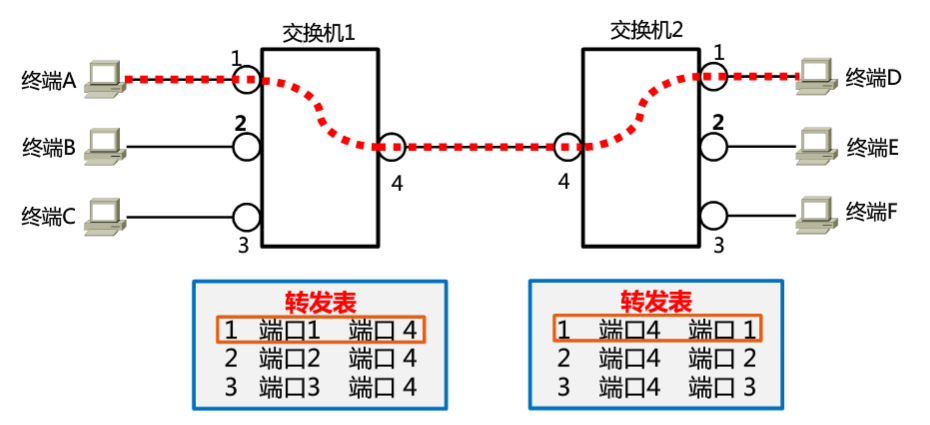 交换机1
交换机2
终端A
1
1
终端D
终端B
2
2
终端E
4
4
终端C
3
3
终端F
转发表
1 端口1 端口 4
2 端口2 端口 4
3 端口3 端口 4
转发表
1 端口4 端口 1
2 端口4 端口 2
3 端口4 端口 3